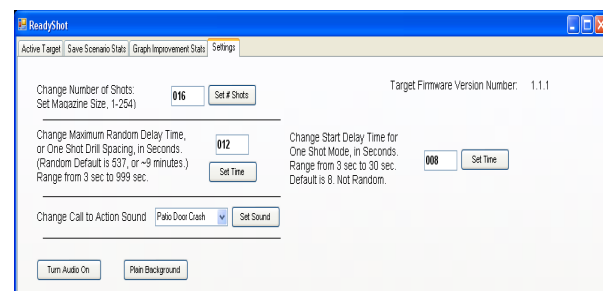 ReadyShot
Active Target
Save Scenario Stats
Graph Improvement Stats
Settings
Change Number of Shots:
Set Magazine Size, 1-254)
016
Set # Shots
Target Firmware Version Number: 1.1.1
Change Maximum Random Delay Time,
or One Shot Drill Spacing, in Seconds.
(Random Default is 537, or ~9 minutes.)
Range from 3 sec to 999 sec.
012
Set Time
Change Start Delay Time for
One Shot Mode, in Seconds.
Range from 3 sec to 30 sec.
Default is 8. Not Random.
008
Set Time
Change Call to Action Sound
Patio Door Crash
Set Sound
Turn Audio On
Plain Background